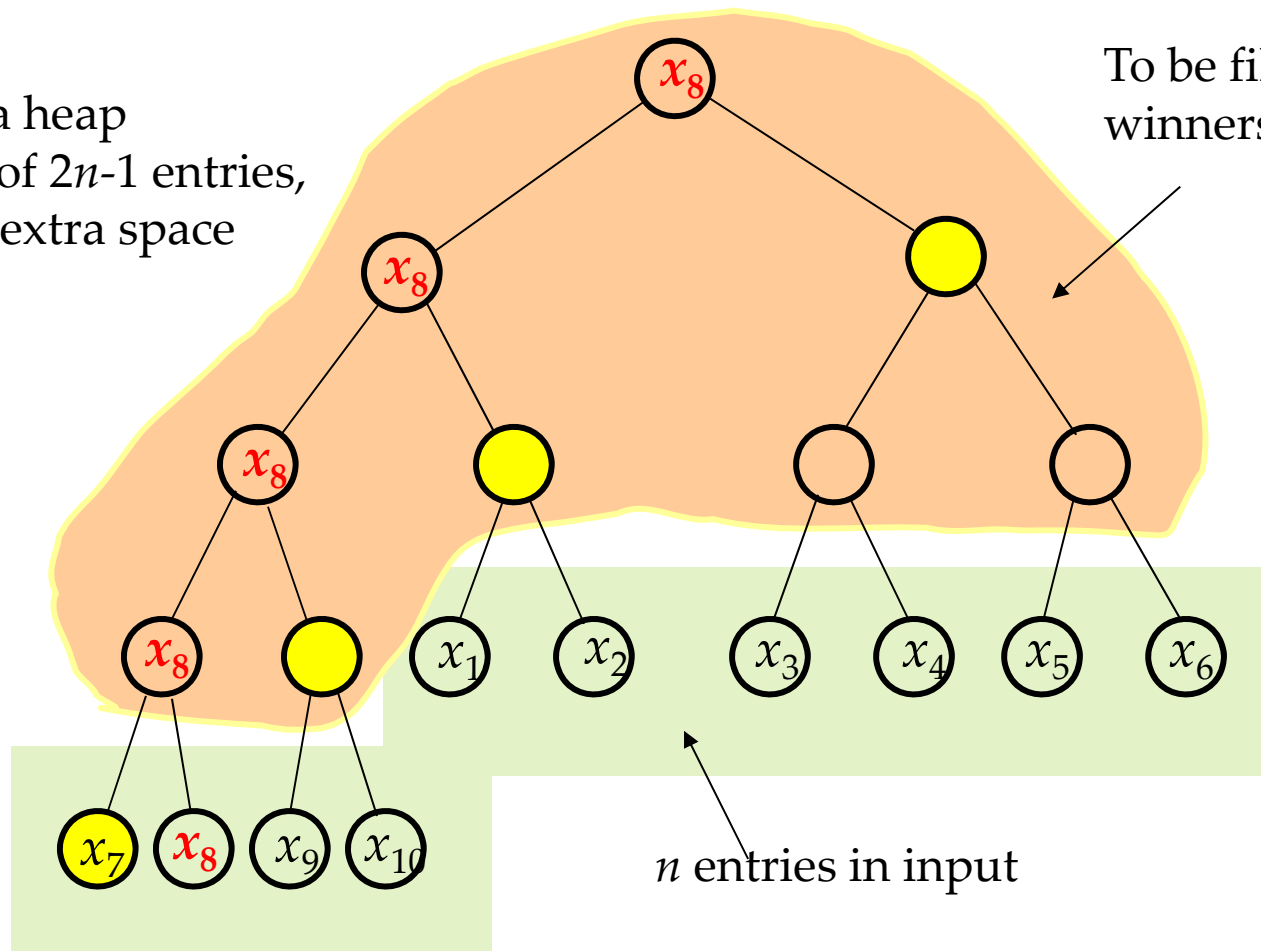 a heap
of 2n-1 entries,
extra space
To be
winners
x8
x8
x8
x8
x1
x2
x3
x4
x5
x6
x7
x8
x9
x10
n entries in input